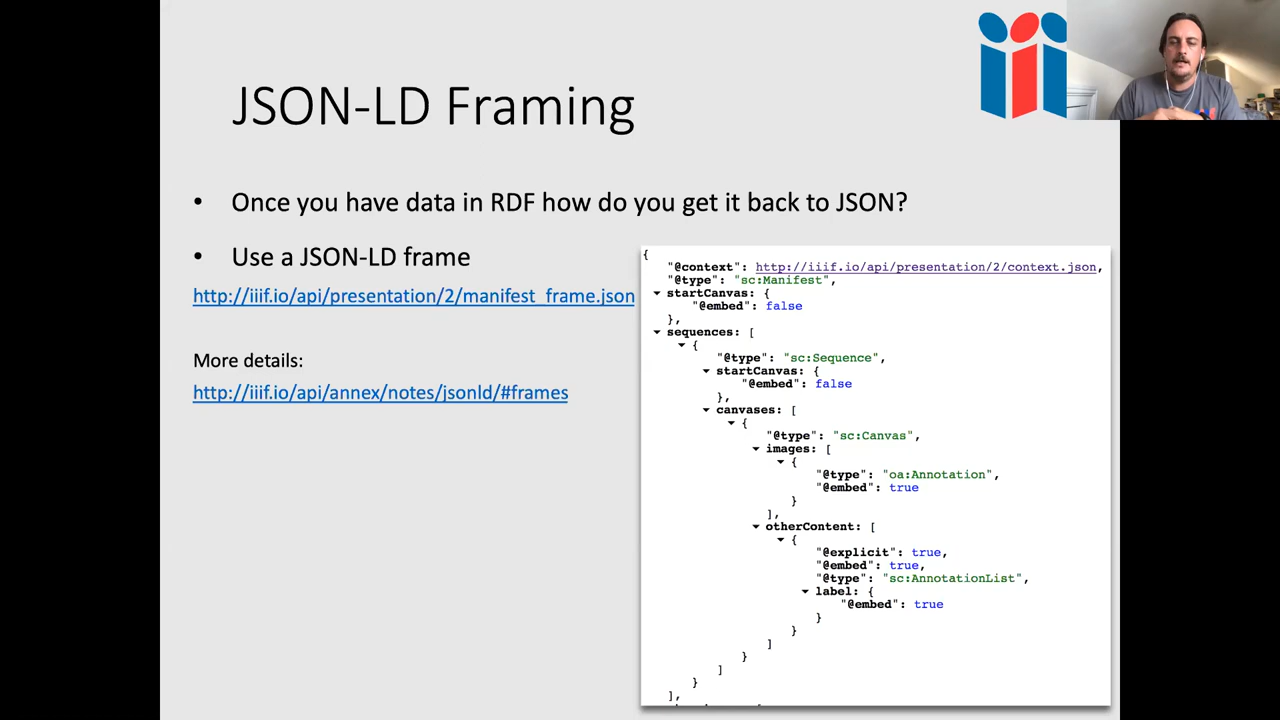 JSON-LD Framing
• Once you have data in RDF how do you get it back to JSON?
• Use a JSON-LD frame
http://iiif.io/api/presentation/2/manifest_frame.json
More details:
http://iiif.io/api/annex/notes/jsonld/#frames
{
"@context": http://iiif.io/api/presentation/2/context.json,
"@type": "sc:Manifest",
startCanvas: {
"@embed": false
},
sequences: [
{
"@type": "sc:Sequence",
startCanvas: {
"@embed": false
},
canvases: [
{
"@type": "sc:Canvas",
images: [
{
"@type": "oa:Annotation",
"@embed": true
}
],
otherContent: [
{
"@explicit": true,
"@embed": true,
"@type": "sc:AnnotationList",
label: {
"@embed": true
}
}
]
}
]
}
],